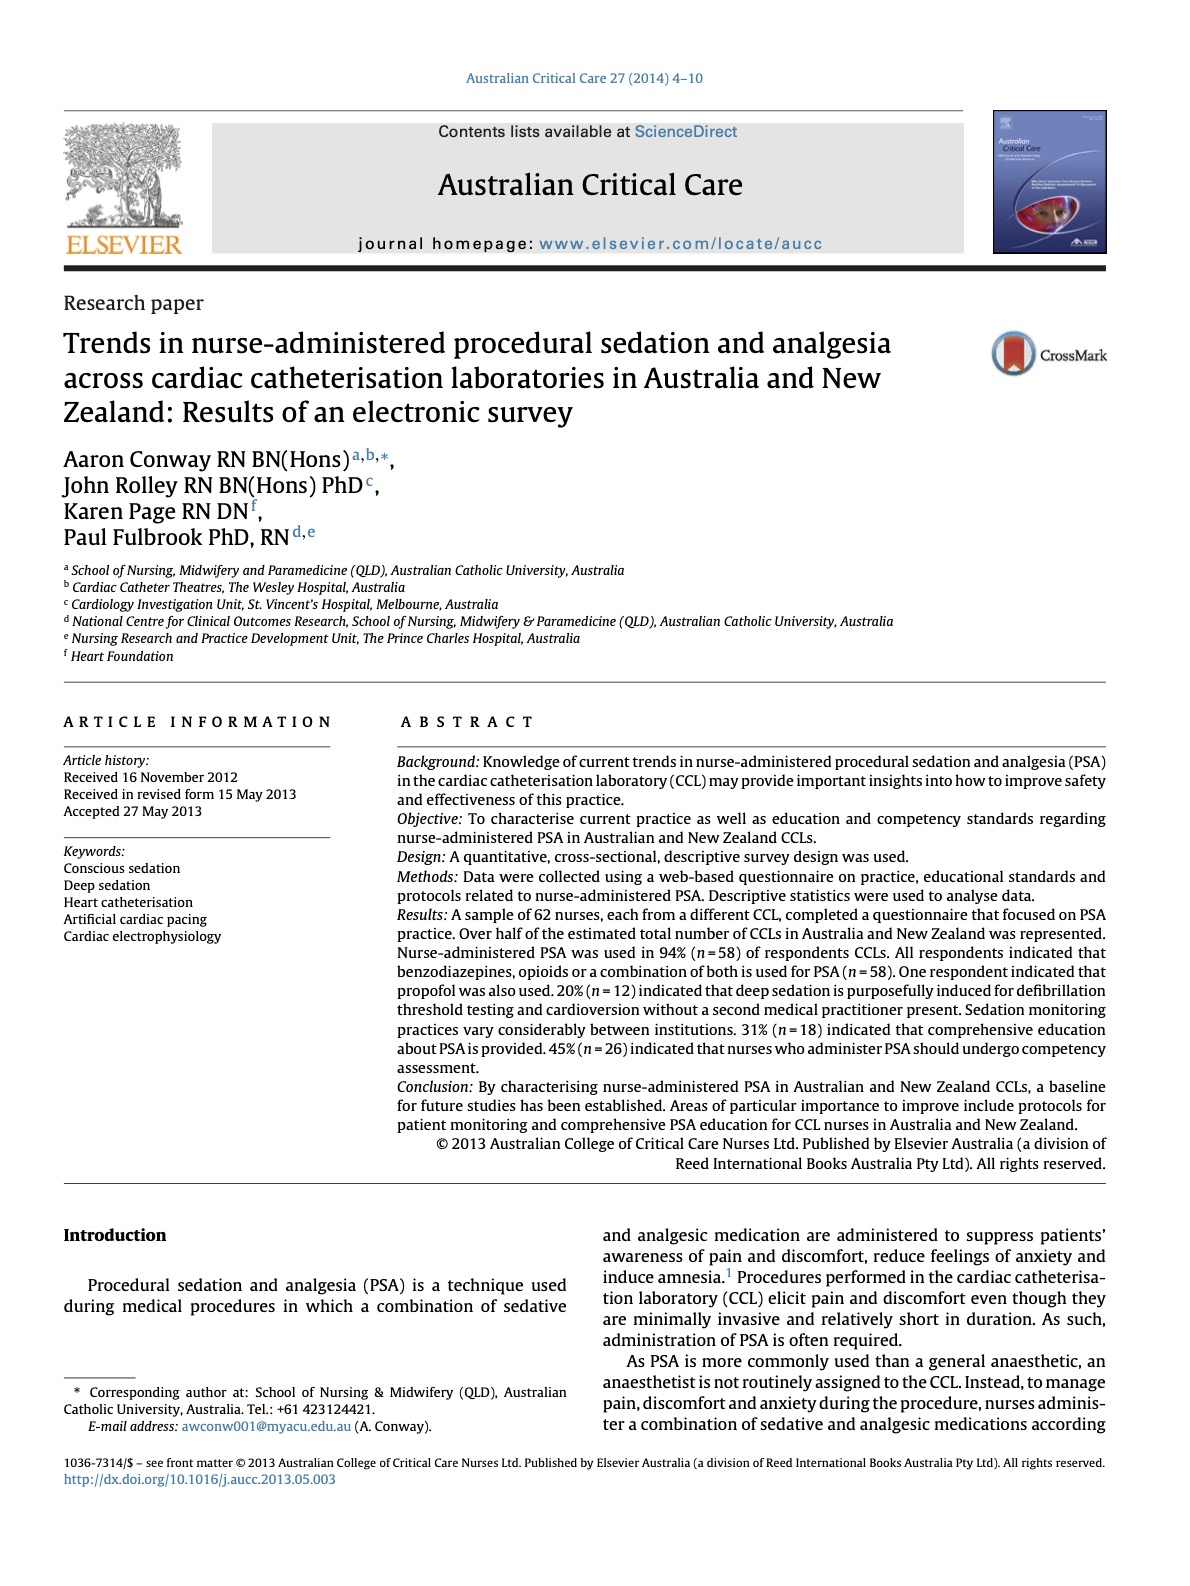 Australian Critical Care 27 (2014) 4–10
Contents lists available at ScienceDirect
Australian Critical Care
journal homepage: www.elsevier.com/locate/aucc
ELSEVIER
Australian
Critical Care
Research paper
Trends in nurse-administered procedural sedation and analgesia
across cardiac catheterisation laboratories in Australia and New
Zealand: Results of an electronic survey
CrossMark
Aaron Conway RN BN(Hons) a,b,*,
John Rolley RN BN(Hons) PhD c,
Karen Page RN DN f,
Paul Fulbrook PhD, RN d,e
a School of Nursing, Midwifery and Paramedicine (QLD), Australian Catholic University, Australia
b Cardiac Catheter Theatres, The Wesley Hospital, Australia
c Cardiology Investigation Unit, St. Vincent's Hospital, Melbourne, Australia
d National Centre for Clinical Outcomes Research, School of Nursing, Midwifery & Paramedicine (QLD), Australian Catholic University, Australia
e Nursing Research and Practice Development Unit, The Prince Charles Hospital, Australia
f Heart Foundation
ARTICLE INFORMATION
Article history:
Received 16 November 2012
Received in revised form 15 May 2013
Accepted 27 May 2013
Keywords:
Conscious sedation
Deep sedation
Heart catheterisation
Artificial cardiac pacing
Cardiac electrophysiology
ABSTRACT
Background: Knowledge of current trends in nurse-administered procedural sedation and analgesia (PSA)
in the cardiac catheterisation laboratory (CCL) may provide important insights into how to improve safety
and effectiveness of this practice.
Objective: To characterise current practice as well as education and competency standards regarding
nurse-administered PSA in Australian and New Zealand CCLs.
Design: A quantitative, cross-sectional, descriptive survey design was used.
Methods: Data were collected using a web-based questionnaire on practice, educational standards and
protocols related to nurse-administered PSA. Descriptive statistics were used to analyse data.
Results: A sample of 62 nurses, each from a different CCL, completed a questionnaire that focused on PSA
practice. Over half of the estimated total number of CCLs in Australia and New Zealand was represented.
Nurse-administered PSA was used in 94% (n = 58) of respondents CCLs. All respondents indicated that
benzodiazepines, opioids or a combination of both is used for PSA (n = 58). One respondent indicated that
propofol was also used. 20% (n = 12) indicated that deep sedation is purposefully induced for defibrillation
threshold testing and cardioversion without a second medical practitioner present. Sedation monitoring
practices vary considerably between institutions. 31% (n = 18) indicated that comprehensive education
about PSA is provided. 45% (n = 26) indicated that nurses who administer PSA should undergo competency
assessment.
Conclusion: By characterising nurse-administered PSA in Australian and New Zealand CCLs, a baseline
for future studies has been established. Areas of particular importance to improve include protocols for
patient monitoring and comprehensive PSA education for CCL nurses in Australia and New Zealand.
© 2013 Australian College of Critical Care Nurses Ltd. Published by Elsevier Australia (a division of
Reed International Books Australia Pty Ltd). All rights reserved.
Introduction
Procedural sedation and analgesia (PSA) is a technique used
during medical procedures in which a combination of sedative
* Corresponding author at: School of Nursing & Midwifery (QLD), Australian
Catholic University, Australia. Tel.: +61 423124421.
E-mail address: awconw001@myacu.edu.au (A. Conway).
and analgesic medication are administered to suppress patients'
awareness of pain and discomfort, reduce feelings of anxiety and
induce amnesia.1 Procedures performed in the cardiac catheterisa-
tion laboratory (CCL) elicit pain and discomfort even though they
are minimally invasive and relatively short in duration. As such,
administration of PSA is often required.
As PSA is more commonly used than a general anaesthetic, an
anaesthetist is not routinely assigned to the CCL. Instead, to manage
pain, discomfort and anxiety during the procedure, nurses adminis-
ter a combination of sedative and analgesic medications according
1036-7314/$ – see front matter © 2013 Australian College of Critical Care Nurses Ltd. Published by Elsevier Australia (a division of Reed International Books Australia Pty Ltd). All rights reserved.
http://dx.doi.org/10.1016/j.aucc.2013.05.003